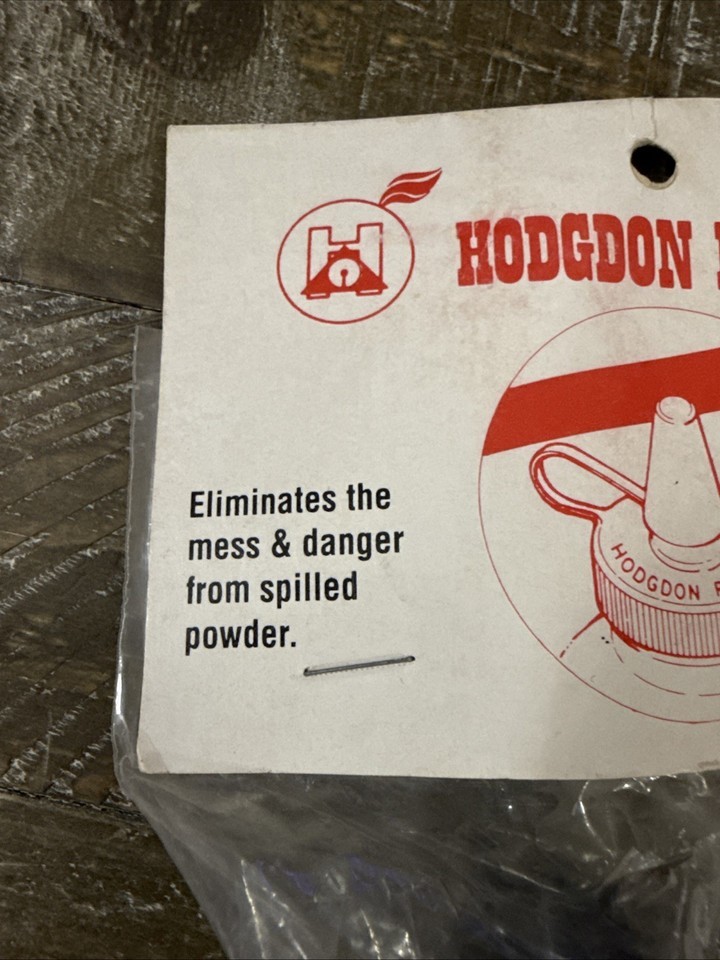 HODGDON
Eliminates the
mess & danger
from spilled
powder.
HODGDON